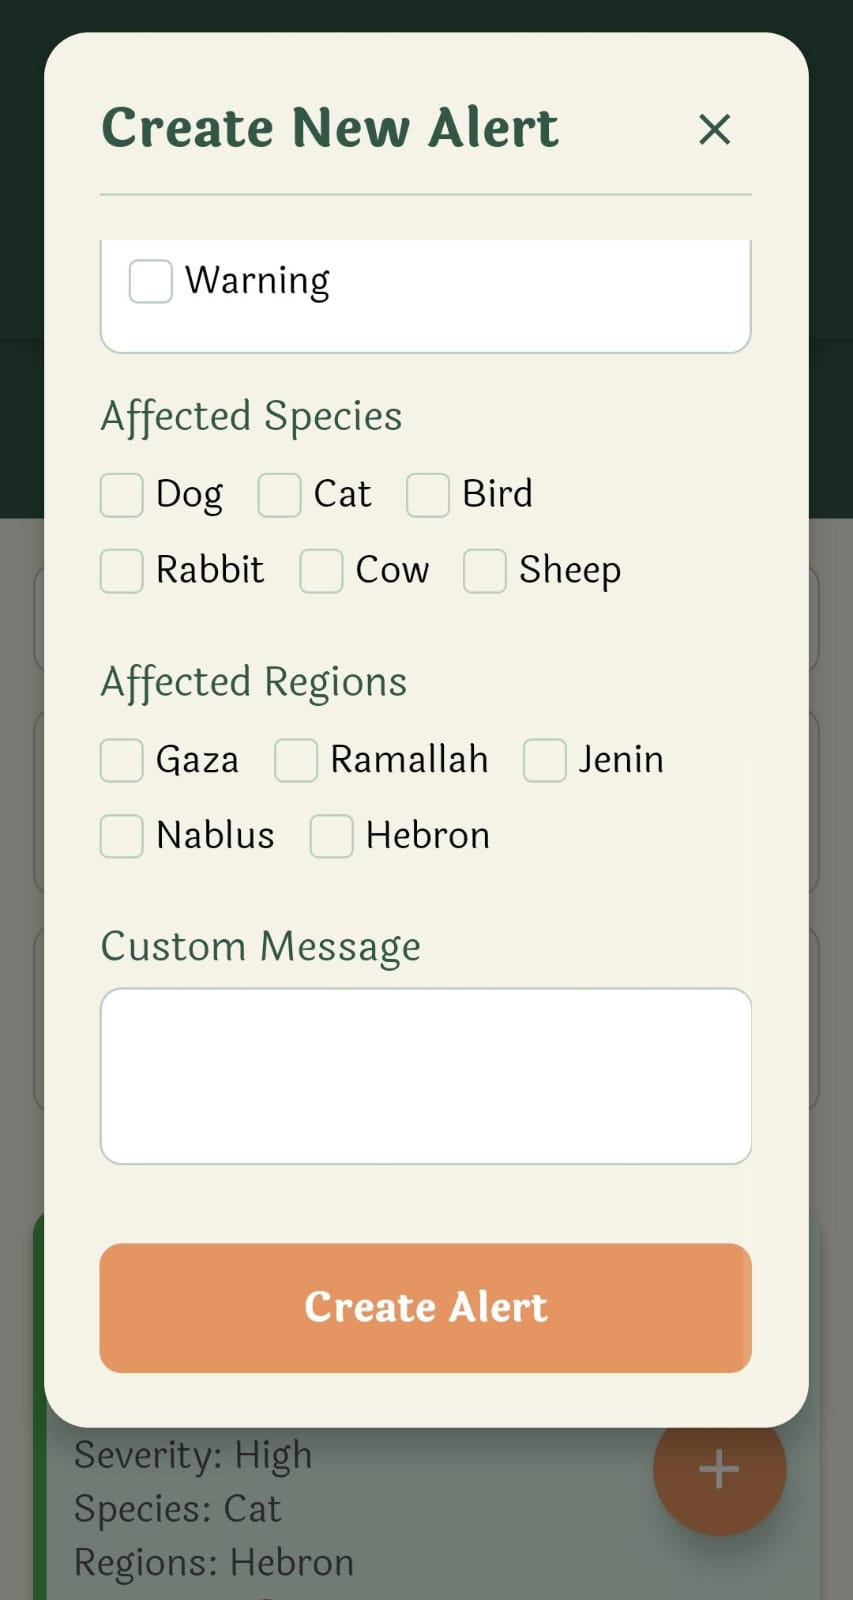 Create New Alert
Warning
Affected Species
Dog Cat Bird
Rabbit Cow Sheep
Affected Regions
Gaza Ramallah Jenin
Nablus Hebron
Custom Message
Create Alert
Severity: High
Species: Cat
Regions: Hebron